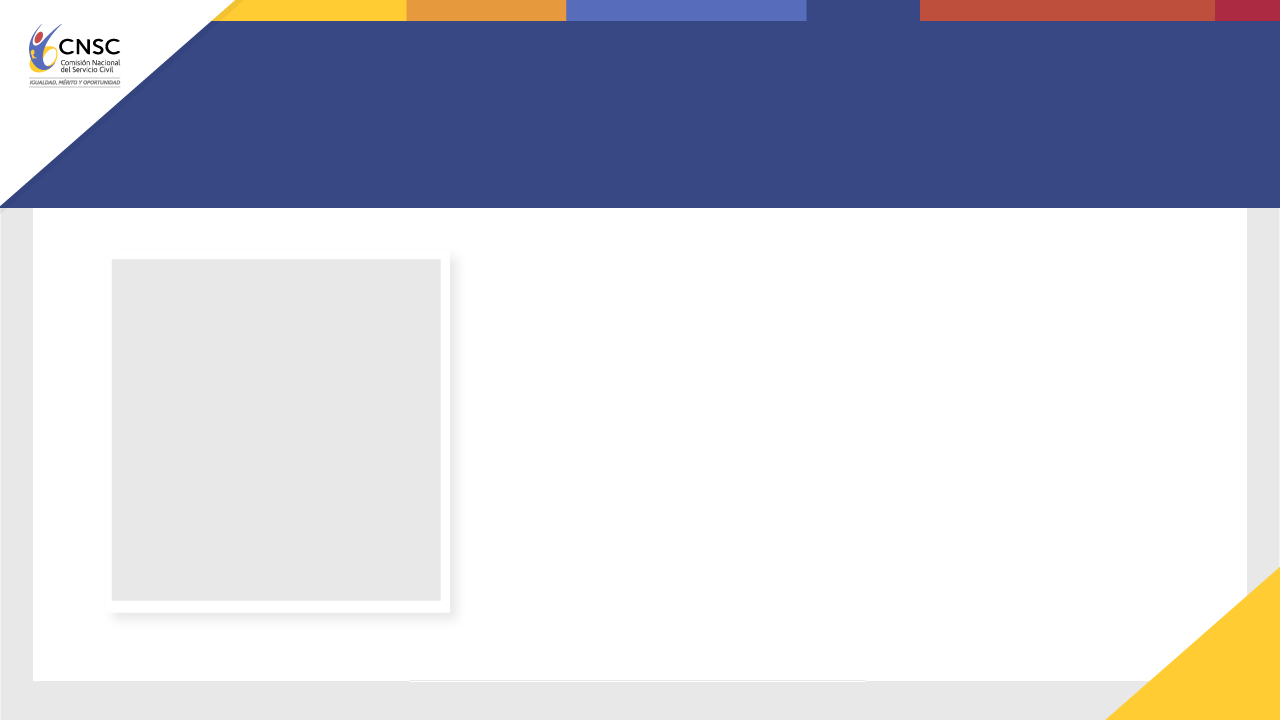 CNSC
Comisión Nacional
del Servicio Civil
IGUALDAD, MÉRITO Y OPORTUNIDAD